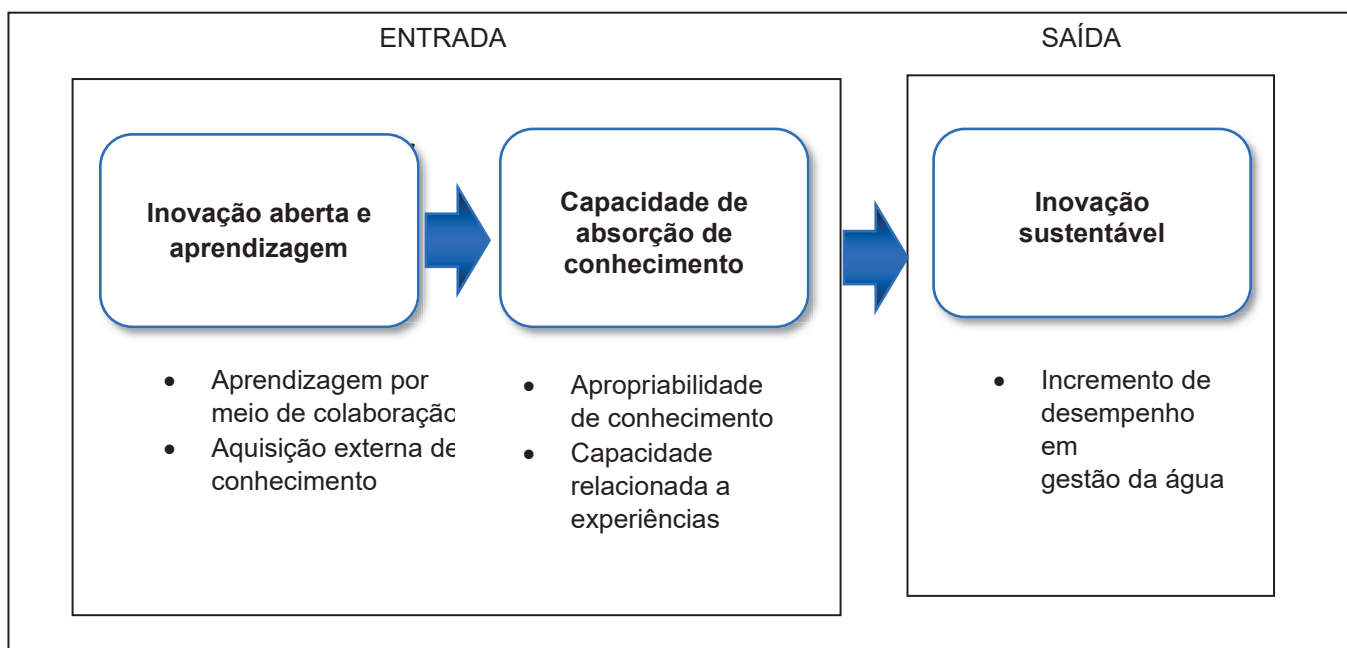 ENTRADA
SAÍDA
Inovação aberta e
aprendizagem
Capacidade de
absorção de
conhecimento
Inovação
sustentável
• Aprendizagem por
meio de colaboração
• Aquisição externa de
conhecimento
• Apropriabilidade
de conhecimento
• Capacidade
relacionada a
experiências
• Incremento de
desempenho
em
gestão da água